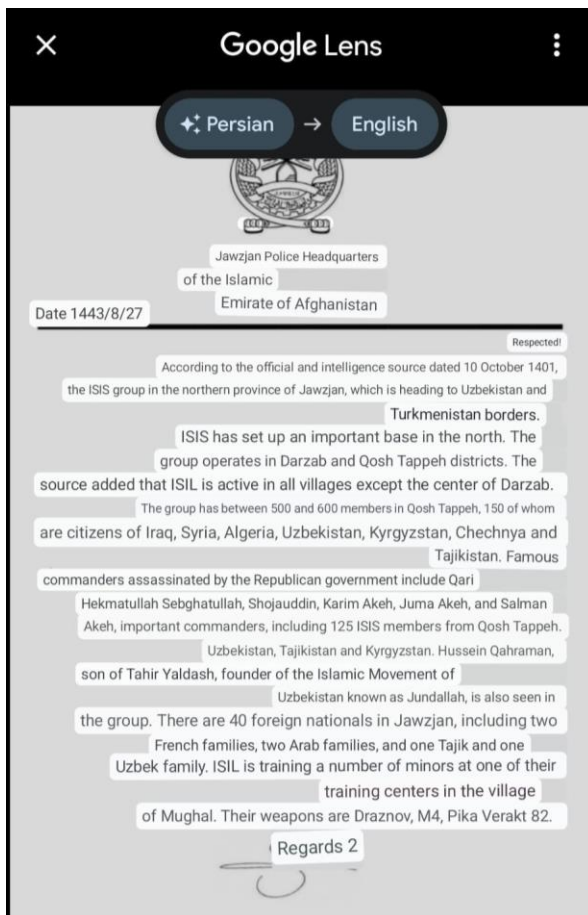 Google Lens
Persian → English
Jawzjan Police Headquarters
of the Islamic
Emirate of Afghanistan
Date 1443/8/27
Respected!
According to the official and intelligence source dated 10 October 1401,
the ISIS group in the northern province of Jawzjan, which is heading to Uzbekistan and
Turkmenistan borders.
ISIS has set up an important base in the north. The
group operates in Darzab and Qosh Tappeh districts. The
source added that ISIL is active in all villages except the center of Darzab.
The group has between 500 and 600 members in Qosh Tappeh, 150 of whom
are citizens of Iraq, Syria, Algeria, Uzbekistan, Kyrgyzstan, Chechnya and
Tajikistan. Famous
commanders assassinated by the Republican government include Qari
Hekmatullah Sebghatullah, Shojauddin, Karim Akeh, Juma Akeh, and Salman
Akeh, important commanders, including 125 ISIS members from Qosh Tappeh.
Uzbekistan, Tajikistan and Kyrgyzstan. Hussein Qahraman,
son of Tahir Yaldash, founder of the Islamic Movement of
Uzbekistan known as Jundallah, is also seen in
the group. There are 40 foreign nationals in Jawzjan, including two
French families, two Arab families, and one Tajik and one
Uzbek family. ISIL is training a number of minors at one of their
training centers in the village
of Mughal. Their weapons are Draznov, M4, Pika Verakt 82.
Regards 2